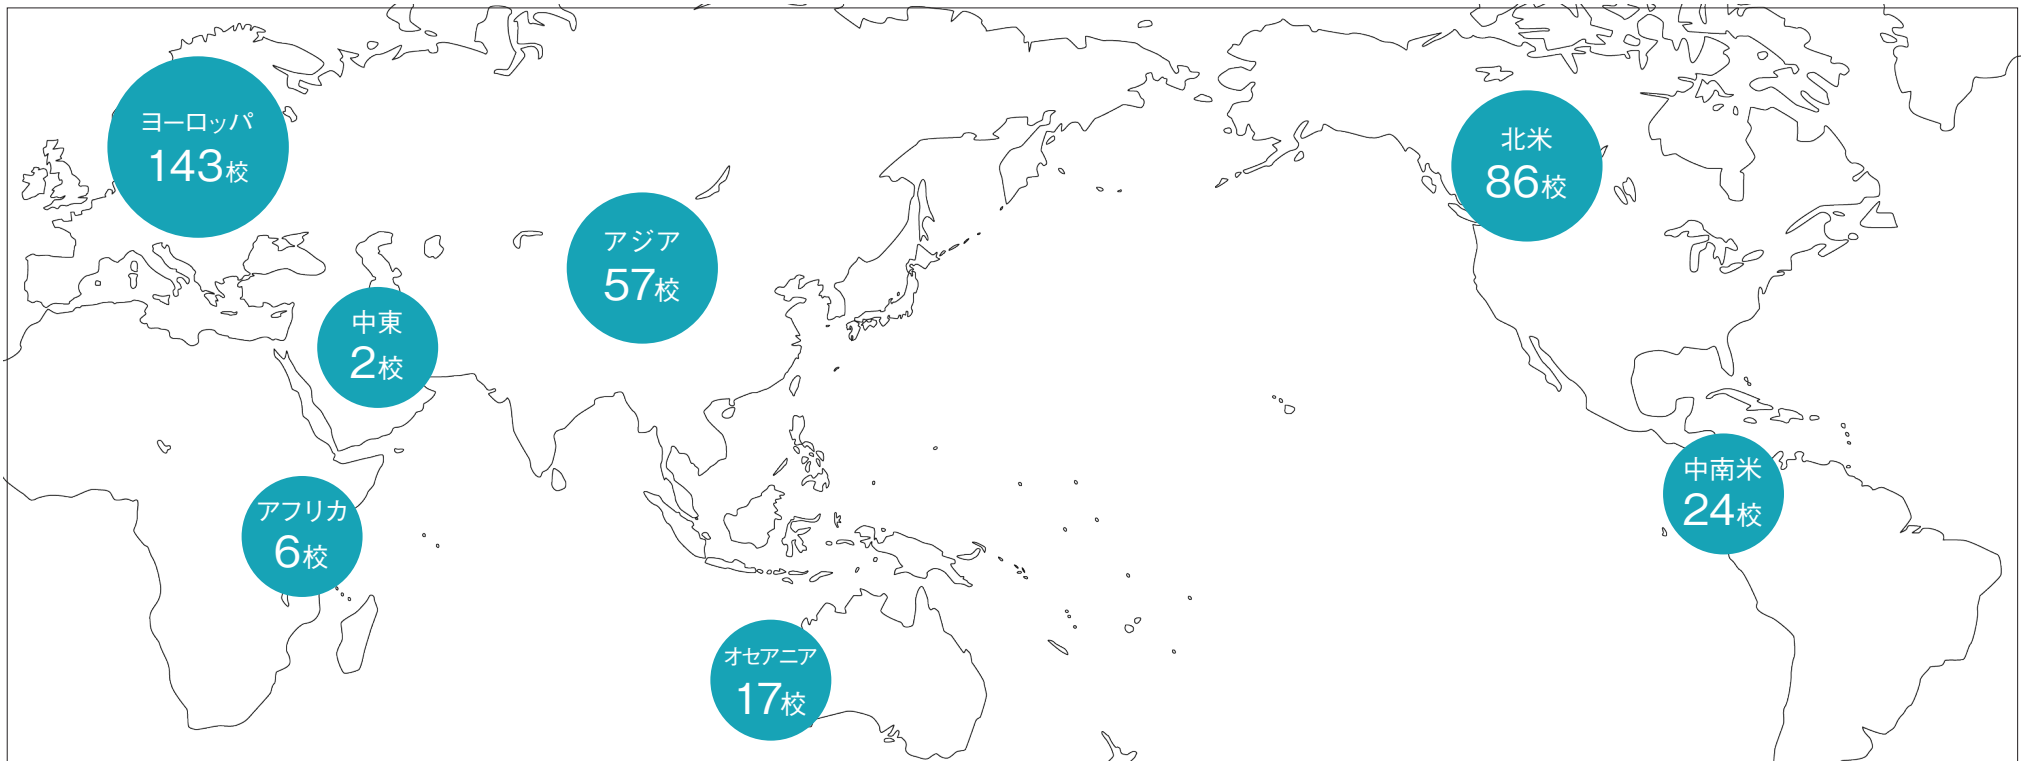 ヨーロッパ
143校
北米
86校
アジア
57校
中東
2校
中南米
24校
アフリカ
6校
オセアニア
17校